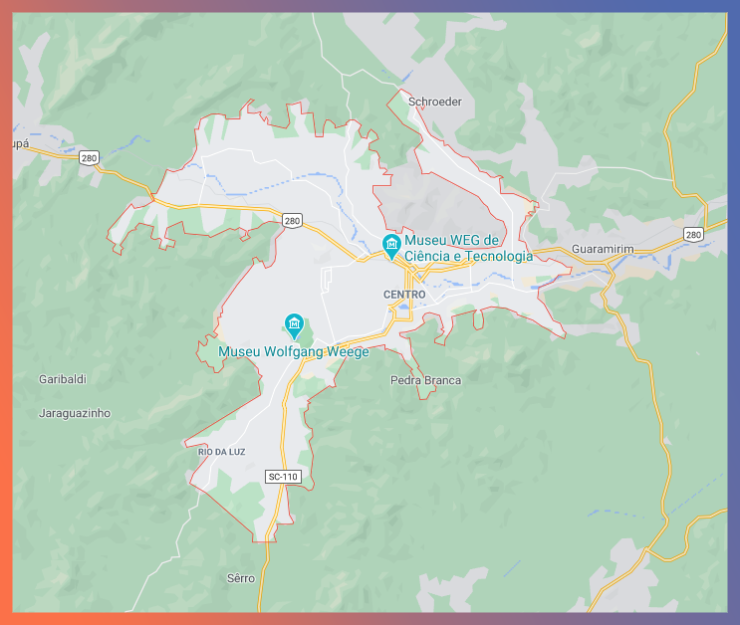 Schroeder
upá
280
280
280
Museu WEG de
Ciência e Tecnologia
Guaramirim
CENTRO
Museu Wolfgang Weege
Garibaldi
Pedra Branca
Jaraguazinho
RIO DA LUZ
SC-110
Sêrro